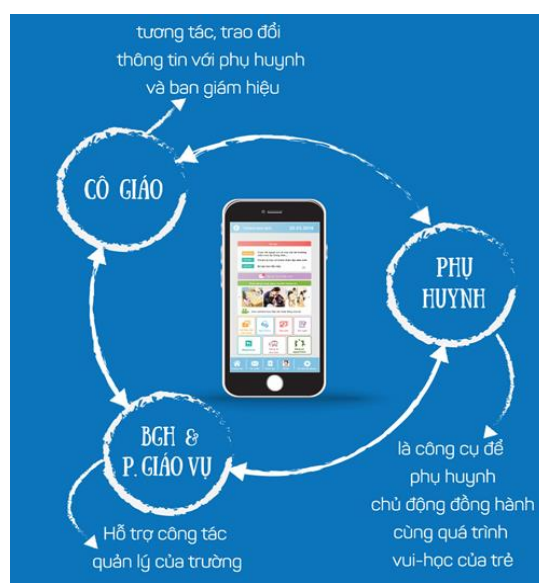 tương tác, trao đổi
thông tin với phụ huynh
và ban giám hiệu
CÔ GIÁO
PHỤ
HUYNH
BGH &
P. GIÁO VỤ
là công cụ để
phụ huynh
chủ động đồng hành
cùng quá trình
vui-học của trẻ
Hỗ trợ công tác
quản lý của trường